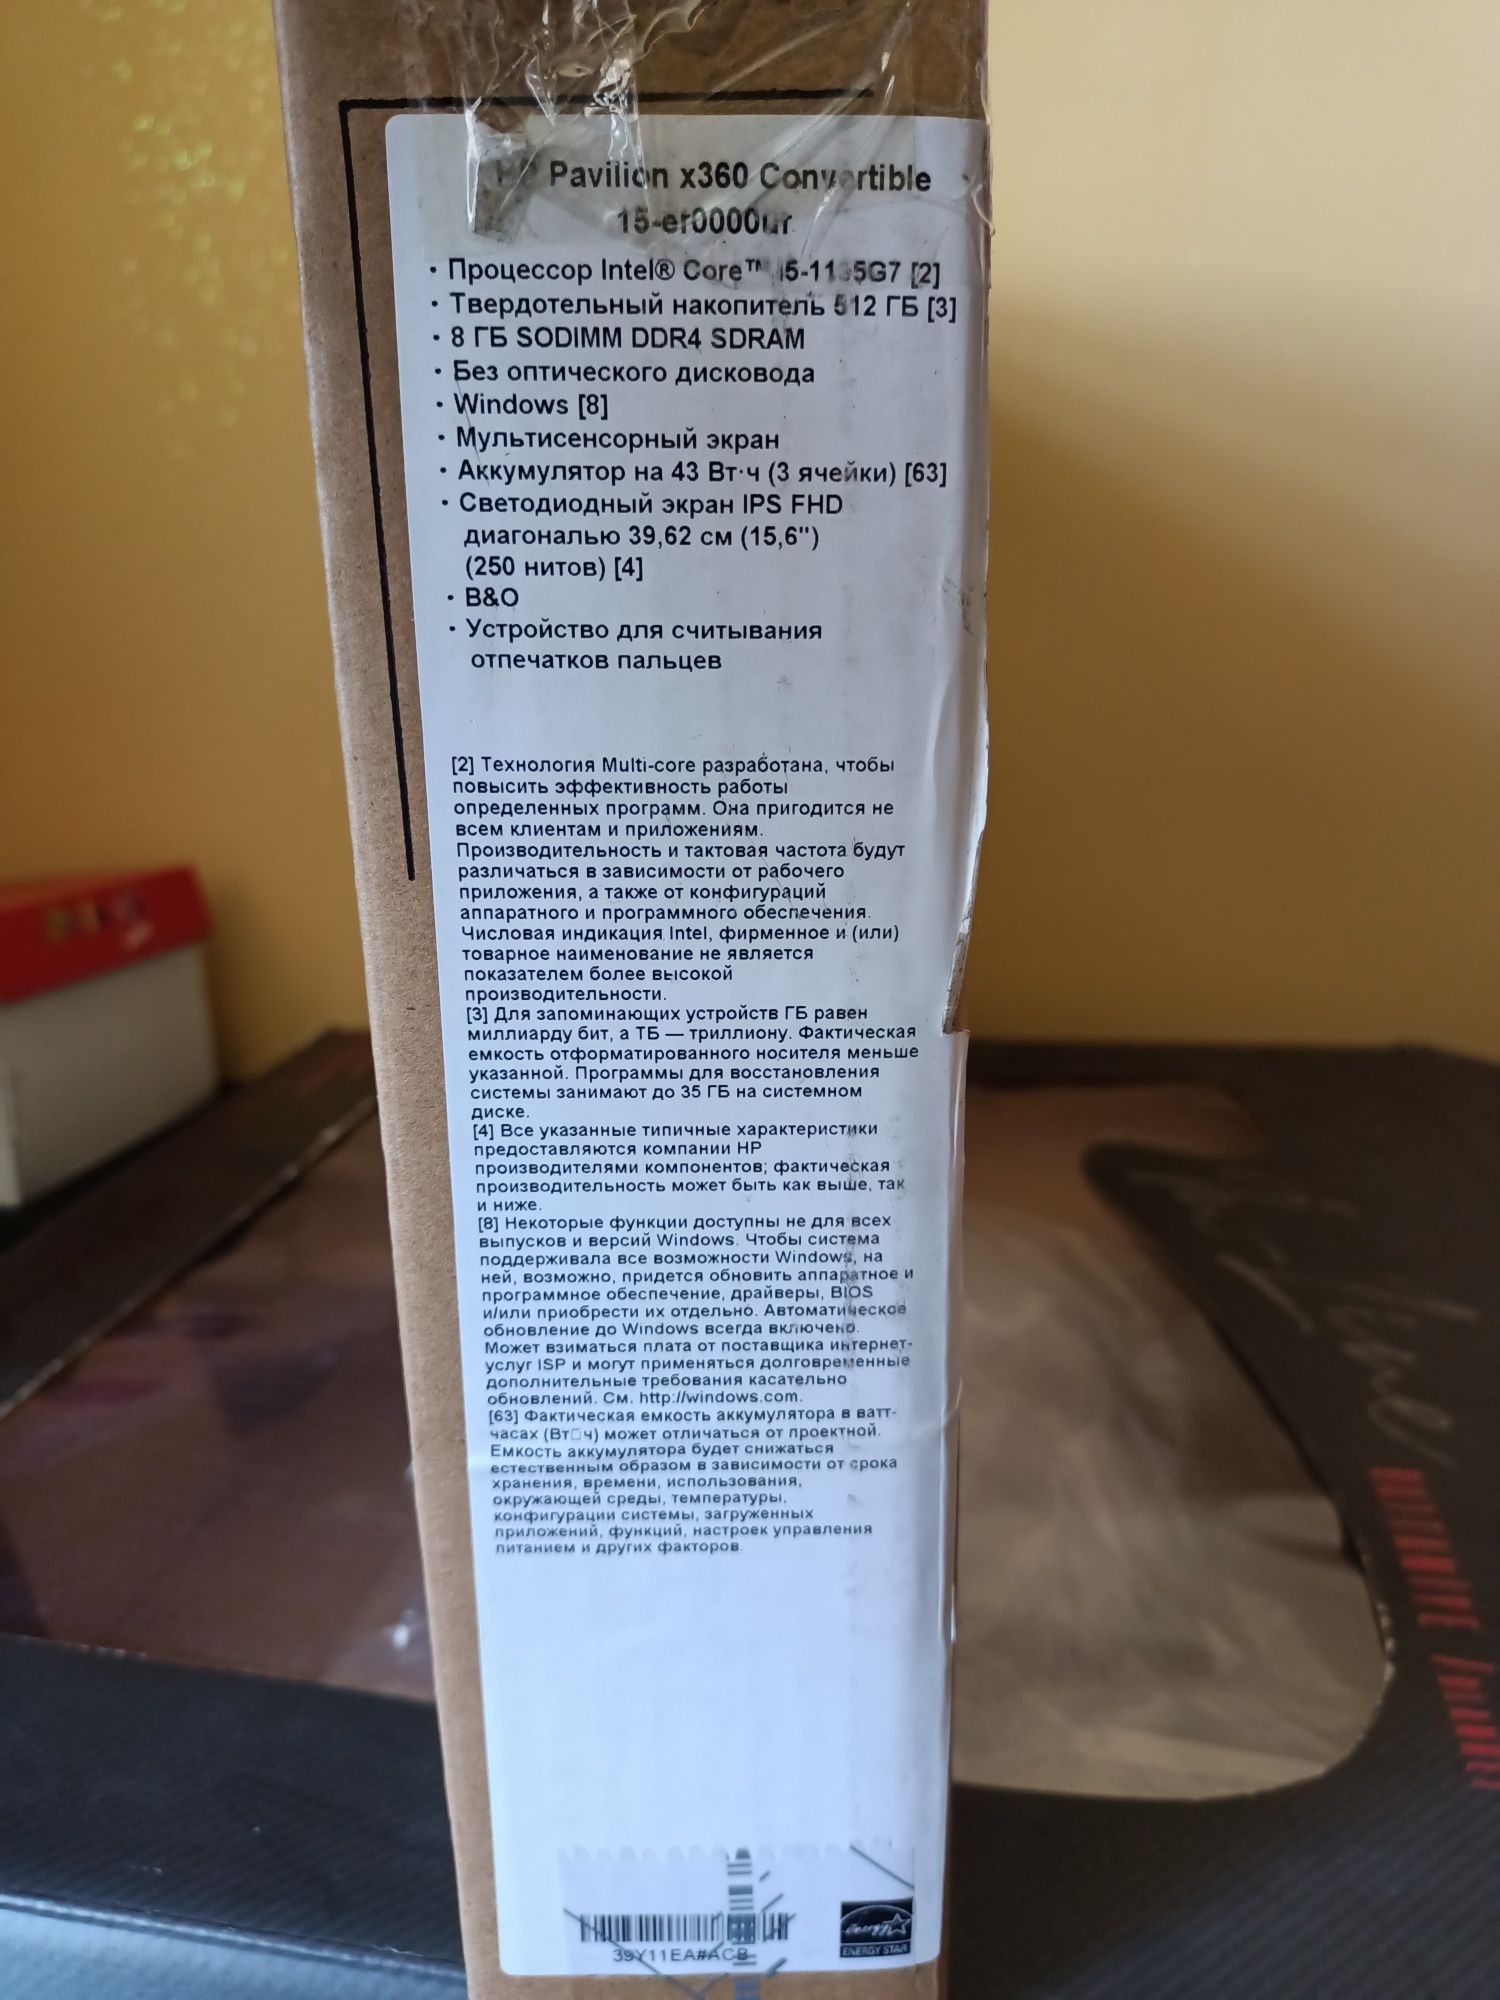 HP Pavilion x360 Convertible
15-er0000ur
• Процессор Intel® Core™ i5-1135G7 [2]
• Твердотельный накопитель 512 ГБ [3]
• 8 ГБ SODIMM DDR4 SDRAM
• Без оптического дисковода
• Windows [8]
• Мультисенсорный экран
• Аккумулятор на 43 Вт·ч (3 ячейки) [63]
• Светодиодный экран IPS FHD
диагональю 39,62 см (15,6")
(250 нитов) [4]
• B&O
• Устройство для считывания
отпечатков пальцев
[2] Технология Multi-core разработана, чтобы
повысить эффективность работы
определенных программ. Она пригодится не
всем клиентам и приложениям.
Производительность и тактовая частота будут
различаться в зависимости от рабочего
приложения, а также от конфигураций
аппаратного и программного обеспечения.
Числовая индикация Intel, фирменное и (или)
товарное наименование не является
показателем более высокой
производительности.
[3] Для запоминающих устройств ГБ равен
миллиарду бит, а ТБ — триллиону. Фактическая
емкость отформатированного носителя меньше
указанной. Программы для восстановления
системы занимают до 35 ГБ на системном
диске.
[4] Все указанные типичные характеристики
предоставляются компании HP
производителями компонентов; фактическая
производительность может быть как выше, так
и ниже.
[8] Некоторые функции доступны не для всех
выпусков и версий Windows. Чтобы система
поддерживала все возможности Windows, на
ней, возможно, придется обновить аппаратное и
программное обеспечение, драйверы, BIOS
и/или приобрести их отдельно. Автоматическое
обновление до Windows всегда включено.
Может взиматься плата от поставщика интернет-
услуг ISP и могут применяться долговременные
дополнительные требования касательно
обновлений. См. http://windows.com.
[63] Фактическая емкость аккумулятора в ватт-
часах (Вт□ч) может отличаться от проектной.
Емкость аккумулятора будет снижаться
естественным образом в зависимости от срока
хранения, времени, использования,
окружающей среды, температуры,
конфигурации системы, загруженных
приложений, функций, настроек управления
питанием и других факторов.
39Y11EA#ACB
energy
ENERGY STAR